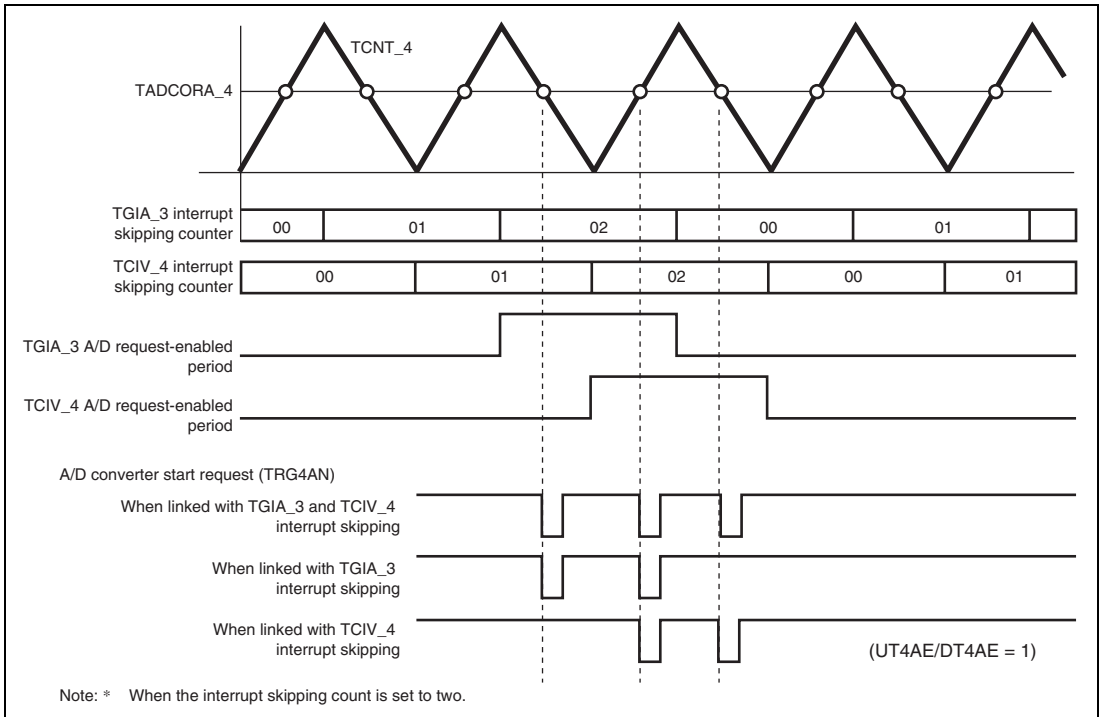 TCNT_4
TADCORA_4
TGIA_3 interrupt
skipping counter
00 01 02 00 01
TCIV_4 interrupt
skipping counter
00 01 02 00 01
TGIA_3 A/D request-enabled
period
TCIV_4 A/D request-enabled
period
A/D converter start request (TRG4AN)
When linked with TGIA_3 and TCIV_4
interrupt skipping
When linked with TGIA_3
interrupt skipping
When linked with TCIV_4
interrupt skipping
(UT4AE/DT4AE = 1)
Note: * When the interrupt skipping count is set to two.